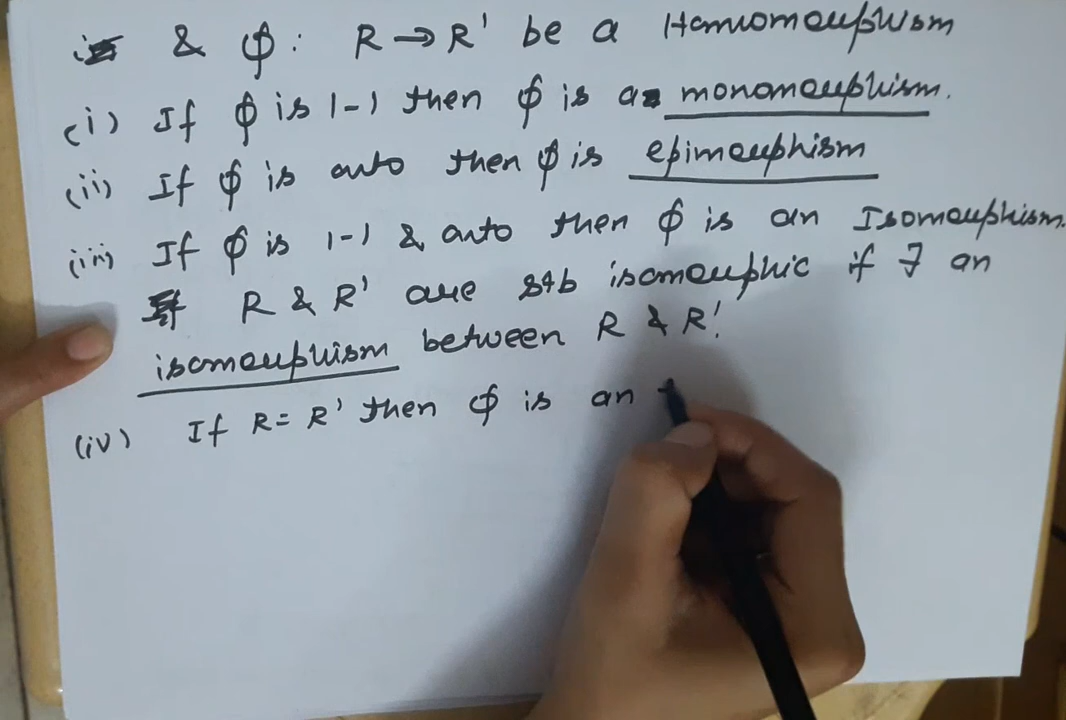 & φ: R → R' be a Homomorphism
(i) If φ is 1-1 then φ is a monomorphism.
(ii) If φ is onto then φ is epimorphism
(iii) If φ is 1-1 & onto then φ is an Isomorphism.
R & R' are stb isomorphic if ∃ an
isomorphism between R & R'.
(iv) If R = R' then φ is an